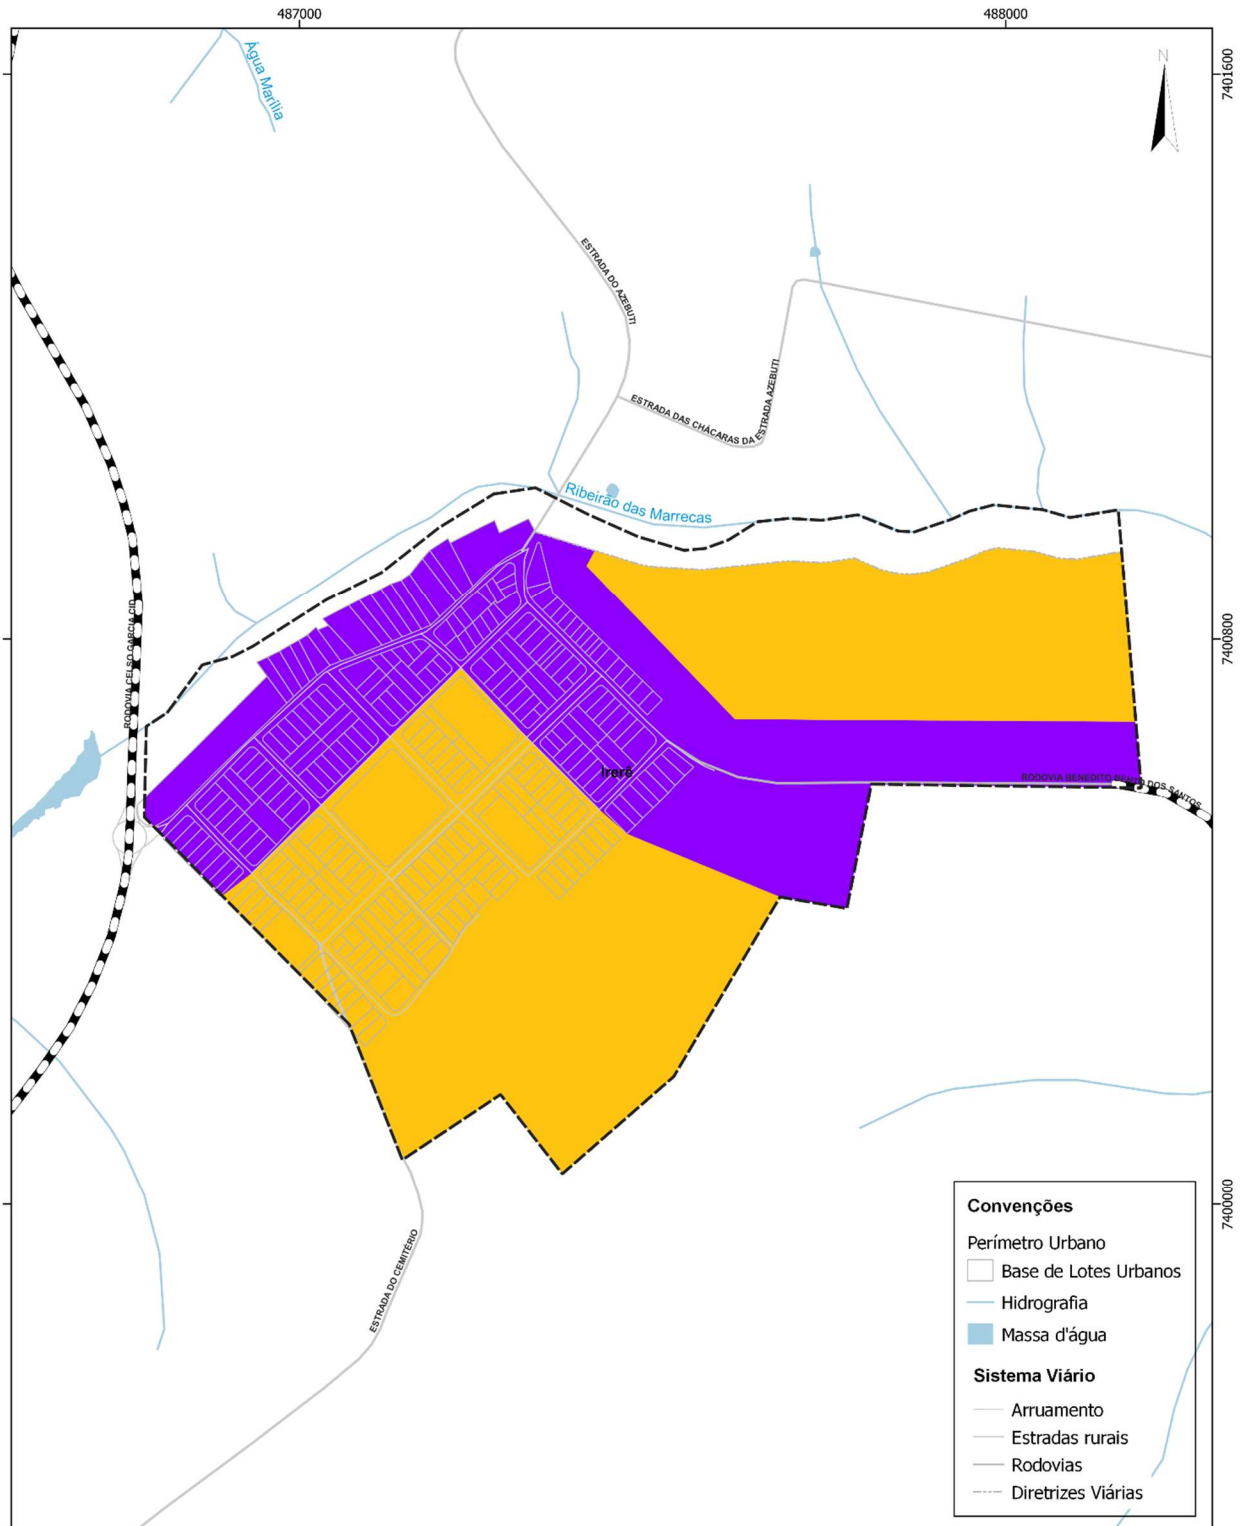 487000
488000
Água Marília
N
7401600
ESTRADA DO AZEBUTI
ESTRADA DAS CHÁCARAS DA ESTRADA AZEBUTI
Ribeirão das Marrecas
RODOVIA CELSO GARCIA CID
7400800
Irerê
RODOVIA BENEDITO BENTO DOS SANTOS
ESTRADA DO CEMITÉRIO
7400000
Convenções
Perímetro Urbano
Base de Lotes Urbanos
Hidrografia
Massa d'água
Sistema Viário
Arruamento
Estradas rurais
Rodovias
Diretrizes Viárias